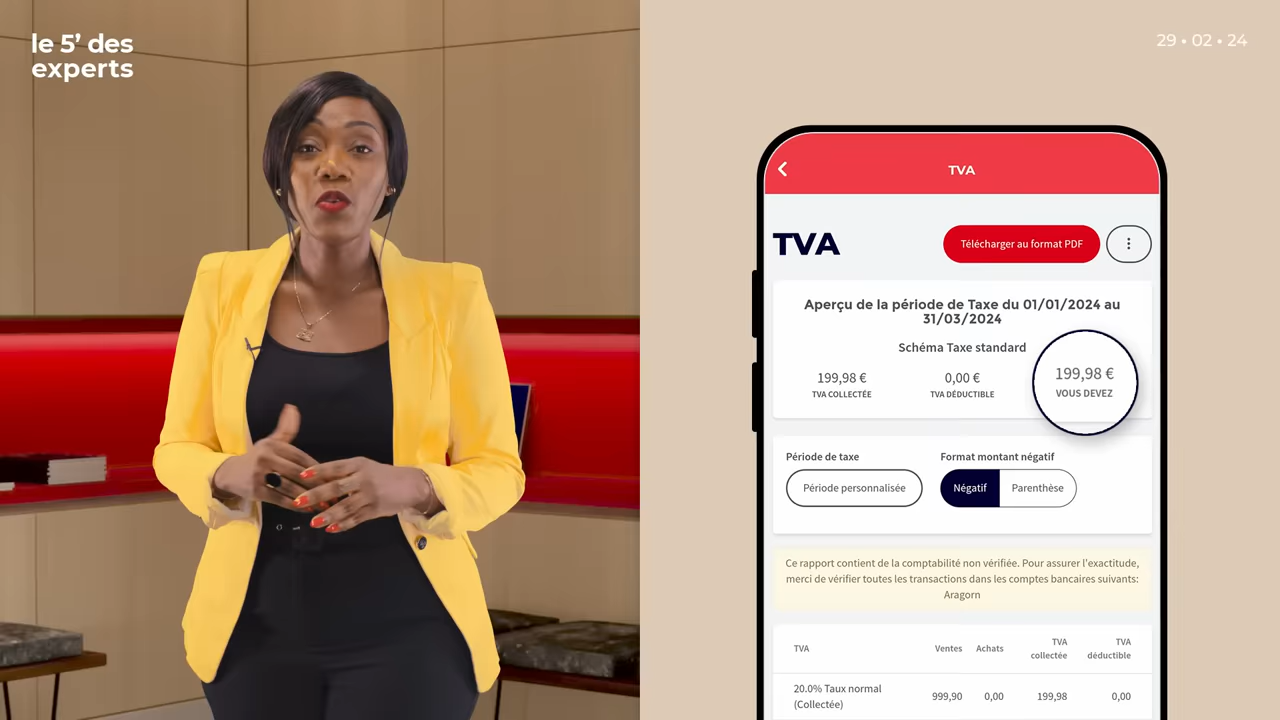 le 5’ des
experts
29 • 02 • 24
TVA
TVA
Télécharger au format PDF
Aperçu de la période de Taxe du 01/01/2024 au
31/03/2024
Schéma Taxe standard
199,98 €
0,00 €
199,98 €
TVA COLLECTÉE
TVA DÉDUCTIBLE
VOUS DEVEZ
Période de taxe
Format montant négatif
Période personnalisée
Négatif
Parenthèse
Ce rapport contient de la comptabilité non vérifiée. Pour assurer l'exactitude,
merci de vérifier toutes les transactions dans les comptes bancaires suivants:
Aragorn
TVA
Ventes
Achats
TVA
collectée
TVA
déductible
20.0% Taux normal
(Collectée)
999,90
0,00
199,98
0,00